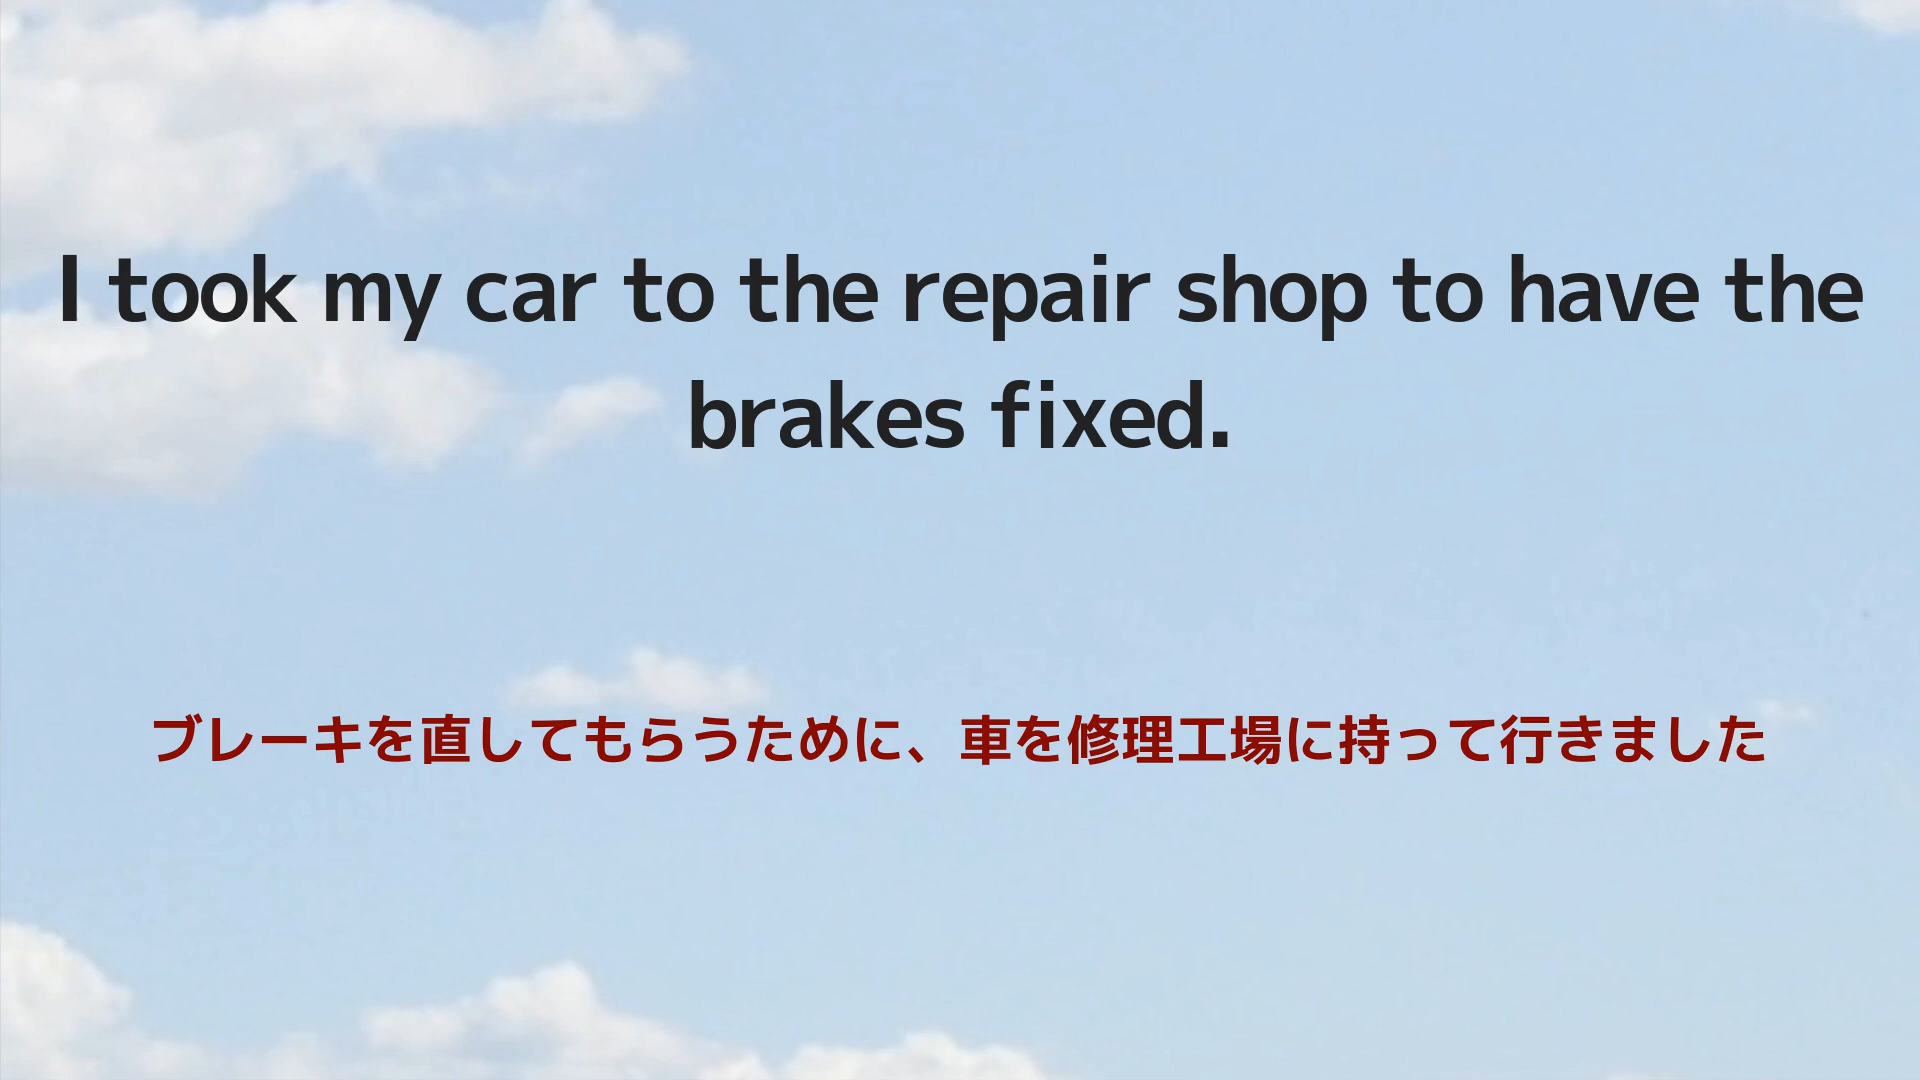 I took my car to the repair shop to have the
brakes fixed.
ブレーキを直してもらうために、車を修理工場に持って行きました